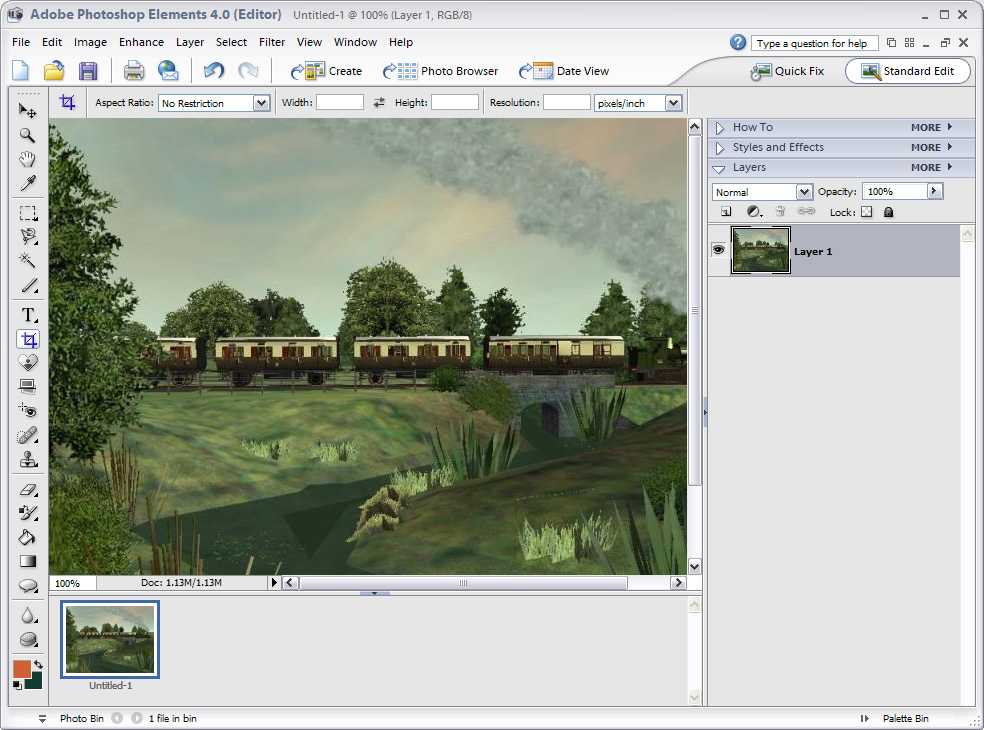 Adobe Photoshop Elements 4.0 (Editor) Untitled-1 @ 100% (Layer 1, RGB/8)
File Edit Image Enhance Layer Select Filter View Window Help Type a question for help
Create Photo Browser Date View Quick Fix Standard Edit
Aspect Ratio: No Restriction Width: Height: Resolution: pixels/inch
How To MORE
Styles and Effects MORE
Layers MORE
Normal Opacity: 100%
Lock:
Layer 1
T
100% Doc: 1.13M/1.13M
Untitled-1
Photo Bin 1 file in bin Palette Bin